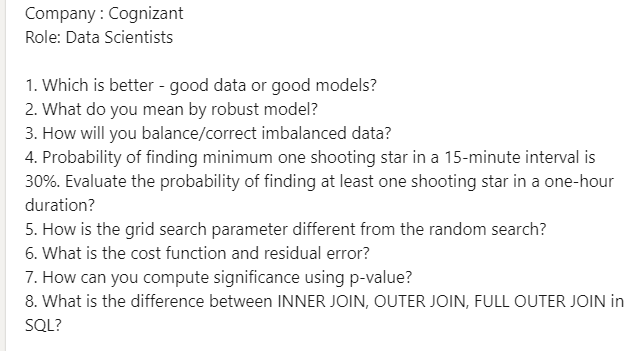 Company : Cognizant
Role: Data Scientists
1. Which is better - good data or good models?
2. What do you mean by robust model?
3. How will you balance/correct imbalanced data?
4. Probability of finding minimum one shooting star in a 15-minute interval is
30%. Evaluate the probability of finding at least one shooting star in a one-hour
duration?
5. How is the grid search parameter different from the random search?
6. What is the cost function and residual error?
7. How can you compute significance using p-value?
8. What is the difference between INNER JOIN, OUTER JOIN, FULL OUTER JOIN in
SQL?